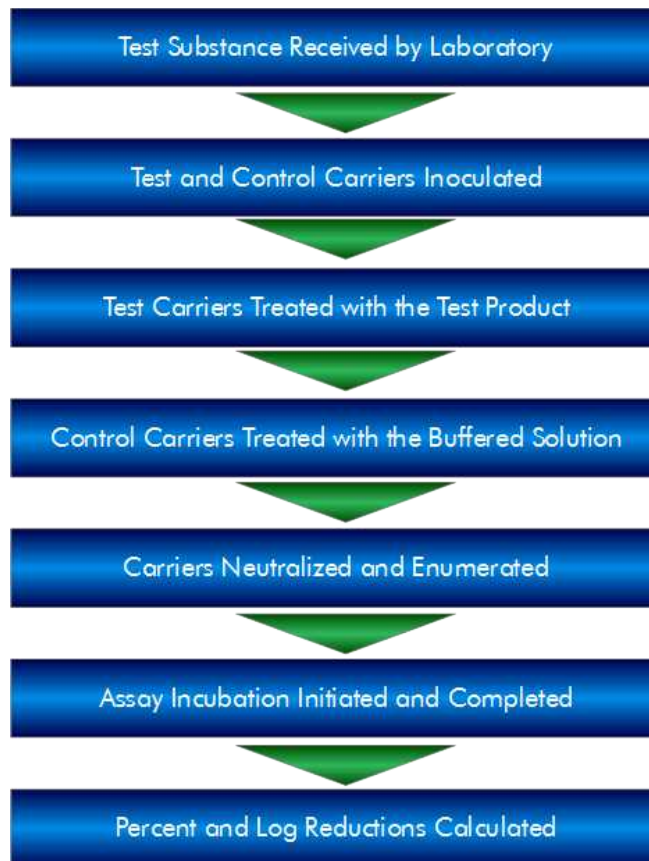 Test Substance Received by Laboratory
Test and Control Carriers Inoculated
Test Carriers Treated with the Test Product
Control Carriers Treated with the Buffered Solution
Carriers Neutralized and Enumerated
Assay Incubation Initiated and Completed
Percent and Log Reductions Calculated